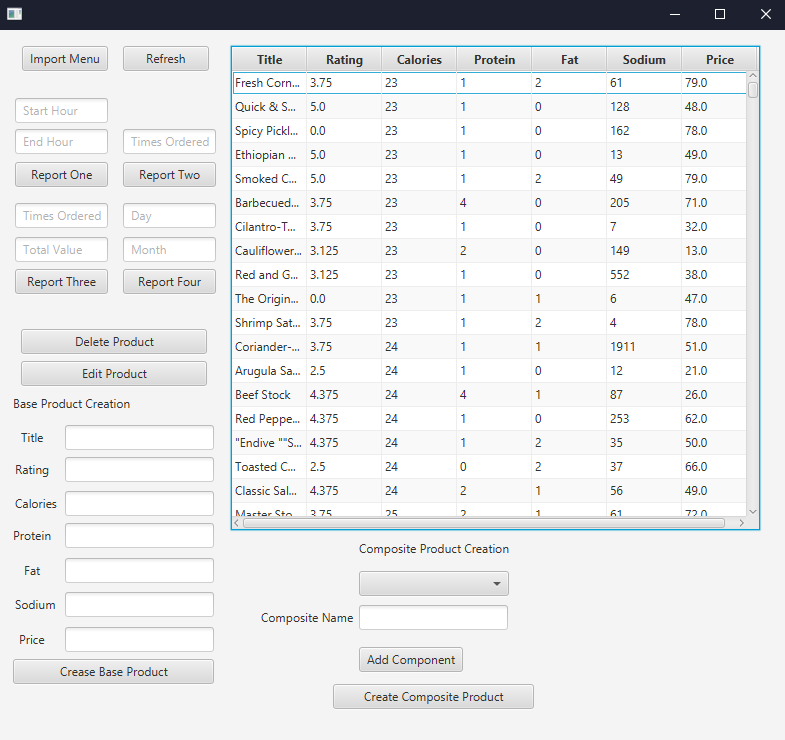 Import Menu Refresh
Start Hour
End Hour Times Ordered
Report One Report Two
Times Ordered Day
Total Value Month
Report Three Report Four
Delete Product
Edit Product
Base Product Creation
Title
Rating
Calories
Protein
Fat
Sodium
Price
Crease Base Product
Title Rating Calories Protein Fat Sodium Price
Fresh Corn... 3.75 23 1 2 61 79.0
Quick & S... 5.0 23 1 0 128 48.0
Spicy Pickl... 0.0 23 1 0 162 78.0
Ethiopian ... 5.0 23 1 0 13 49.0
Smoked C... 5.0 23 1 2 49 79.0
Barbecued... 3.75 23 4 0 205 71.0
Cilantro-T... 3.75 23 1 0 7 32.0
Cauliflower... 3.125 23 2 0 149 13.0
Red and G... 3.125 23 1 0 552 38.0
The Origin... 0.0 23 1 1 6 47.0
Shrimp Sat... 3.75 23 1 2 4 78.0
Coriander-... 3.75 24 1 1 1911 51.0
Arugula Sa... 2.5 24 1 0 12 21.0
Beef Stock 4.375 24 4 1 87 26.0
Red Peppe... 4.375 24 1 0 253 62.0
"Endive ""S... 4.375 24 1 2 35 50.0
Toasted C... 2.5 24 0 2 37 66.0
Classic Sal... 4.375 24 2 1 56 49.0
Master Sto... 3.75 25 2 1 61 72.0
Composite Product Creation
Composite Name
Add Component
Create Composite Product